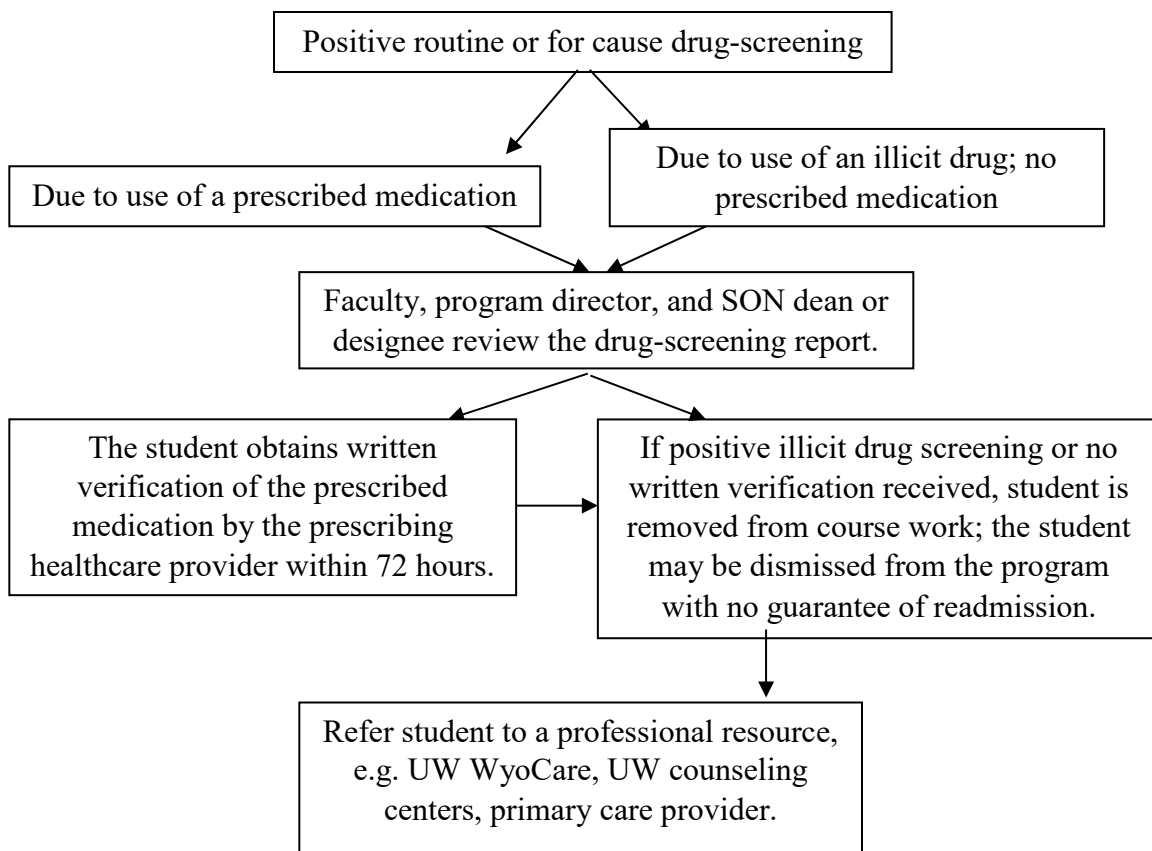 Positive routine or for cause drug-screening
Due to use of a prescribed medication
Due to use of an illicit drug; no
prescribed medication
Faculty, program director, and SON dean or
designee review the drug-screening report.
The student obtains written
verification of the prescribed
medication by the prescribing
healthcare provider within 72 hours.
If positive illicit drug screening or no
written verification received, student is
removed from course work; the student
may be dismissed from the program
with no guarantee of readmission.
Refer student to a professional resource,
e.g. UW WyoCare, UW counseling
centers, primary care provider.